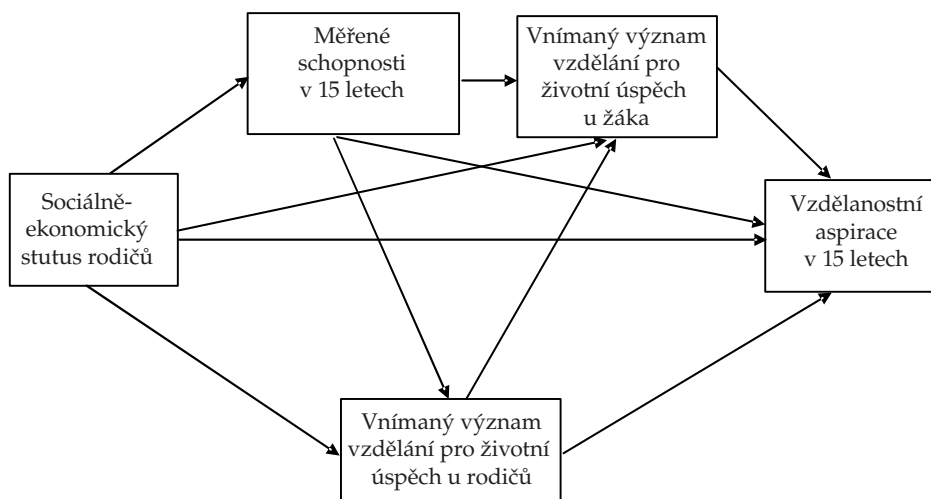 Měřené
schopnosti
v 15 letech
Vnímaný význam
vzdělání pro
životní úspěch
u žáka
Sociálně-
ekonomický
stutus rodičů
Vzdělanostní
aspirace
v 15 letech
Vnímaný význam
vzdělání pro životní
úspěch u rodičů